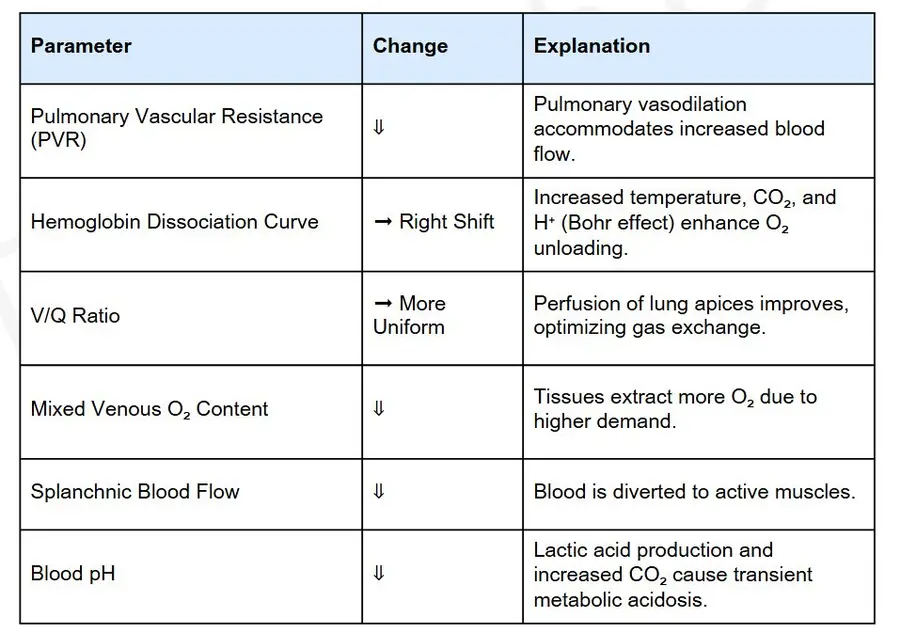 Parameter
Change
Explanation
Pulmonary Vascular Resistance
(PVR)
⇓
Pulmonary vasodilation
accommodates increased blood
flow.
Hemoglobin Dissociation Curve
→ Right Shift
Increased temperature, CO₂, and
H⁺ (Bohr effect) enhance O₂
unloading.
V/Q Ratio
→ More
Uniform
Perfusion of lung apices improves,
optimizing gas exchange.
Mixed Venous O₂ Content
⇓
Tissues extract more O₂ due to
higher demand.
Splanchnic Blood Flow
⇓
Blood is diverted to active muscles.
Blood pH
⇓
Lactic acid production and
increased CO₂ cause transient
metabolic acidosis.